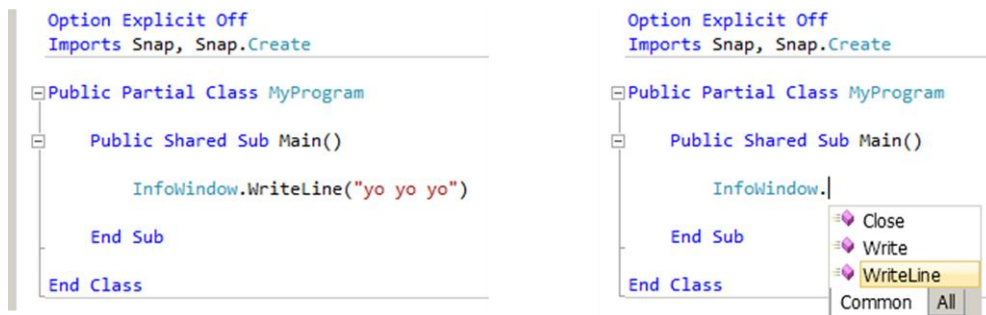 Option Explicit Off
Imports Snap, Snap.Create
Public Partial Class MyProgram
Public Shared Sub Main()
InfoWindow.WriteLine("yo yo yo")
End Sub
End Class
Option Explicit Off
Imports Snap, Snap.Create
Public Partial Class MyProgram
Public Shared Sub Main()
InfoWindow.
Close
Write
WriteLine
Common All
End Sub
End Class